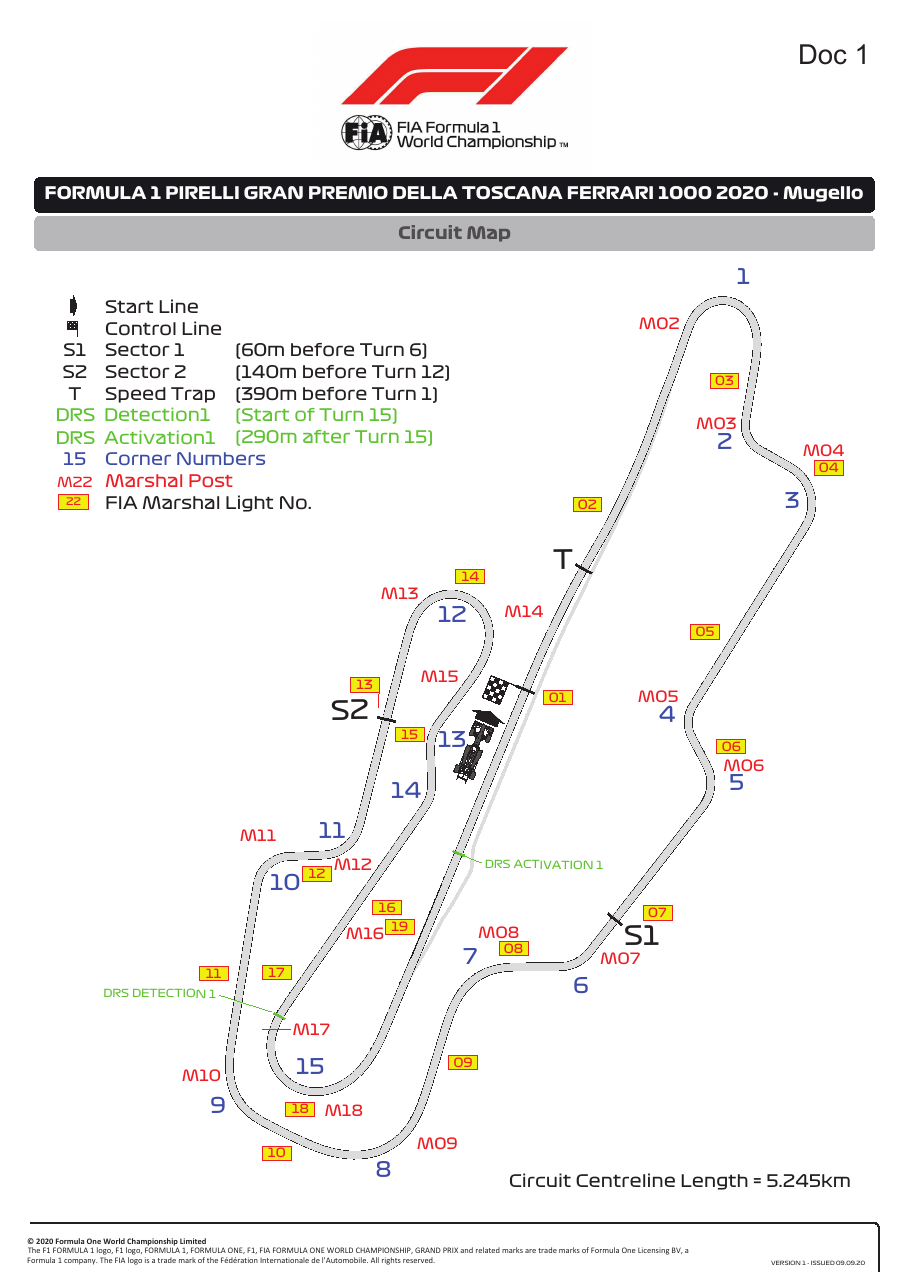 Doc 1
FiA FIA Formula 1
World Championship ™
FORMULA 1 PIRELLI GRAN PREMIO DELLA TOSCANA FERRARI 1000 2020 - Mugello
Circuit Map
Start Line
Control Line
S1 Sector 1 (60m before Turn 6)
S2 Sector 2 (140m before Turn 12)
T Speed Trap (390m before Turn 1)
DRS Detection1 (Start of Turn 15)
DRS Activation1 (290m after Turn 15)
15 Corner Numbers
M22 Marshal Post
22 FIA Marshal Light No.
1
M02
03
M03
2
M04
04
3
02
T
14
M13
12
M14
05
M15
13
S2
01
M05
4
15
13
06
M06
5
14
11
M11
M12
12
10
DRS ACTIVATION 1
16
19
M16
07
S1
M08
08
7
M07
6
11
17
DRS DETECTION 1
M17
15
09
M10
9
18
M18
M09
10
8
Circuit Centreline Length = 5.245km
© 2020 Formula One World Championship Limited
The F1 FORMULA 1 logo, F1 logo, FORMULA 1, FORMULA ONE, F1, FIA FORMULA ONE WORLD CHAMPIONSHIP, GRAND PRIX and related marks are trade marks of Formula One Licensing BV, a
Formula 1 company. The FIA logo is a trade mark of the Fédération Internationale de l'Automobile. All rights reserved.
VERSION 1 - ISSUED 09.09.20